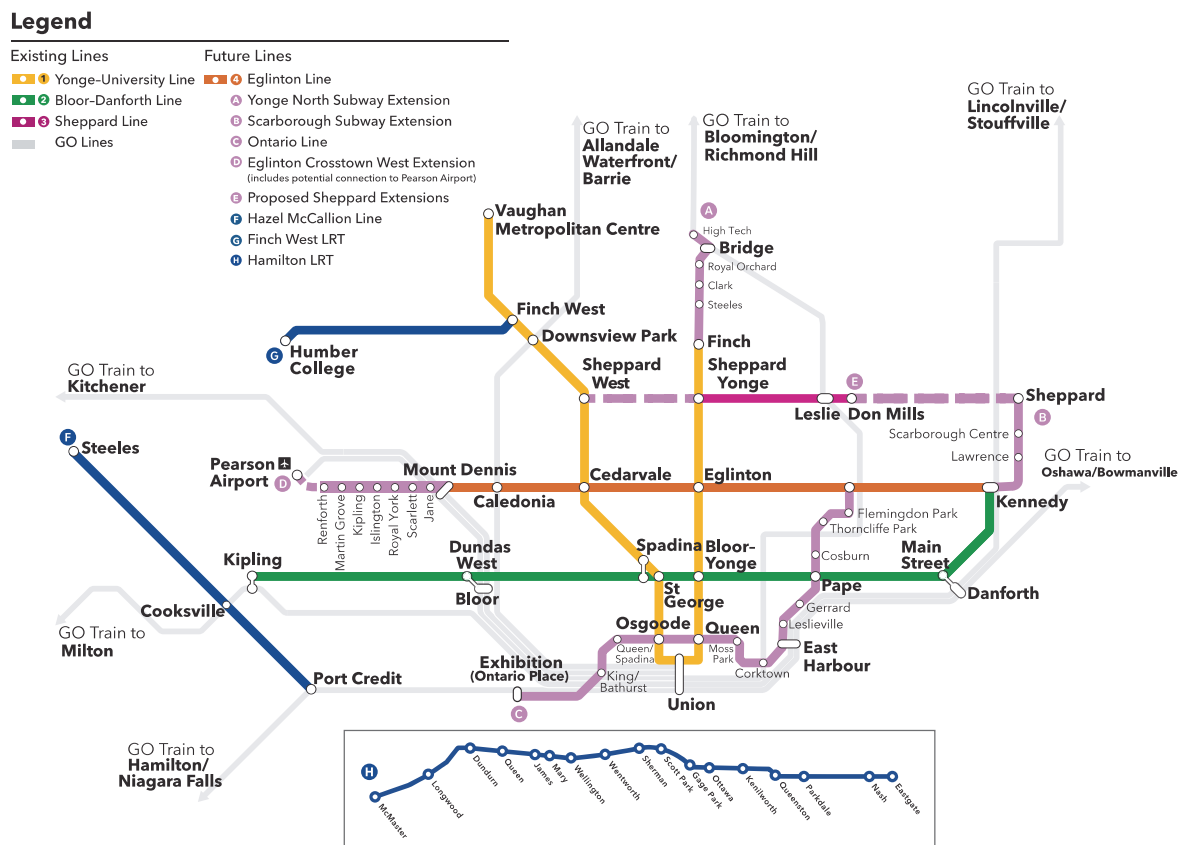 Legend
Existing Lines
1 Yonge–University Line
2 Bloor–Danforth Line
3 Sheppard Line
GO Lines
Future Lines
4 Eglinton Line
A Yonge North Subway Extension
B Scarborough Subway Extension
C Ontario Line
D Eglinton Crosstown West Extension
(includes potential connection to Pearson Airport)
E Proposed Sheppard Extensions
F Hazel McCallion Line
G Finch West LRT
H Hamilton LRT
GO Train to
Lincolnville/
Stouffville
GO Train to
Allandale
Waterfront/
Barrie
GO Train to
Bloomington/
Richmond Hill
A
High Tech
Bridge
Royal Orchard
Clark
Steeles
Finch
Vaughan
Metropolitan Centre
Finch West
Downsview Park
G
Humber
College
Sheppard
West
Sheppard
Yonge
Leslie
E
Don Mills
Sheppard
B
Scarborough Centre
Lawrence
GO Train to
Kitchener
GO Train to
Oshawa/Bowmanville
F
Steeles
Pearson
Airport
D
Renforth
Martin Grove
Kipling
Islington
Royal York
Scarlett
Jane
Mount Dennis
Caledonia
Cedarvale
Eglinton
Kennedy
Flemingdon Park
Thorncliffe Park
Cosburn
Pape
Gerrard
Leslieville
East
Harbour
Kipling
Dundas
West
Bloor
Spadina
St
George
Bloor–
Yonge
Main
Street
Danforth
Cooksville
GO Train to
Milton
Osgoode
Queen
Queen/
Spadina
Moss
Park
Corktown
Exhibition
(Ontario Place)
King/
Bathurst
C
Union
Port Credit
GO Train to
Hamilton/
Niagara Falls
H
McMaster
Longwood
Dundurn
Queen
James
Mary
Wellington
Wentworth
Sherman
Scott Park
Gage Park
Ottawa
Kenilworth
Queenston
Parkdale
Nash
Eastgate